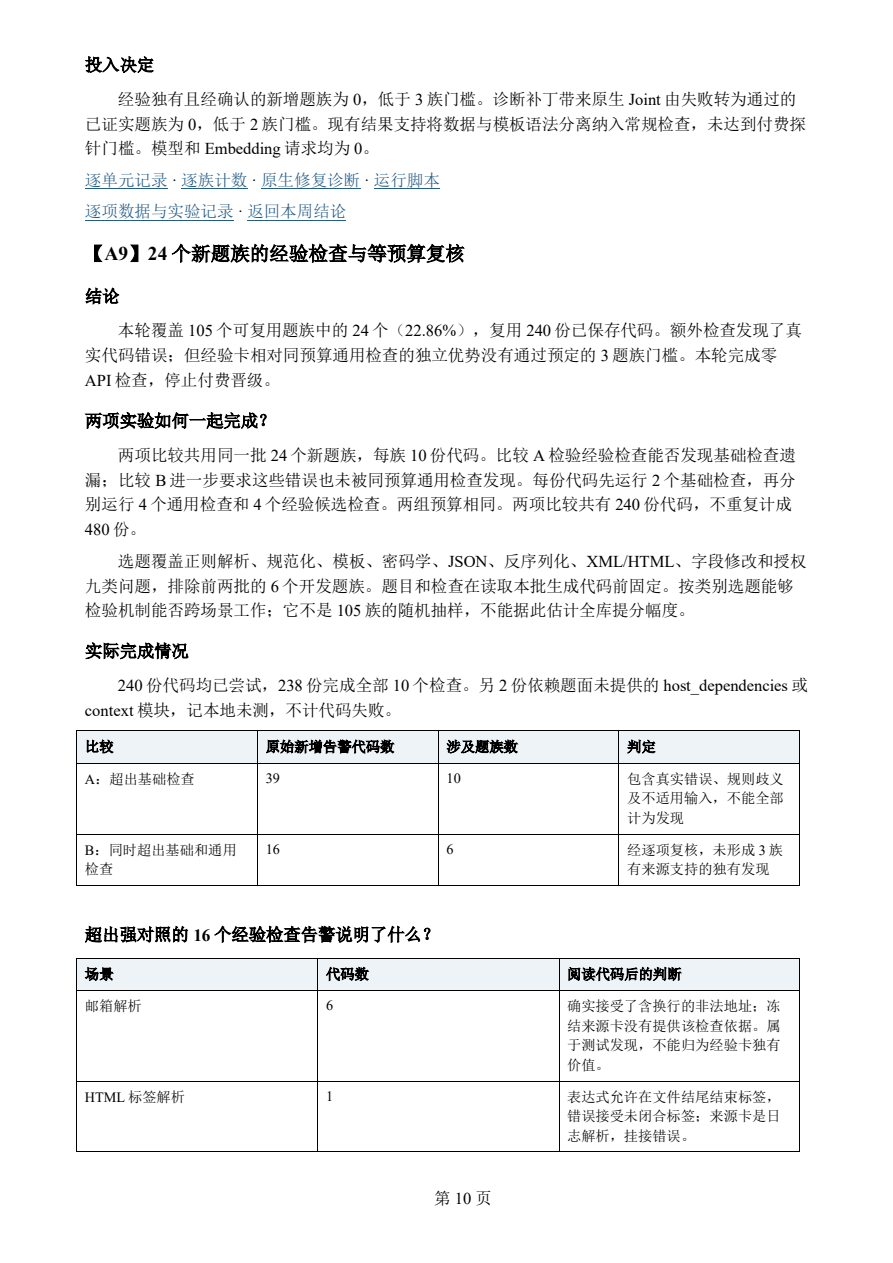 投入决定
经验独有且经确认的新增题族为 0，低于 3 族门槛。诊断补丁带来原生 Joint 由失败转为通过的
已证实题族为 0，低于 2 族门槛。现有结果支持将数据与模板语法分离纳入常规检查，未达到付费探
针门槛。模型和 Embedding 请求均为 0。
逐单元记录 · 逐族计数 · 原生修复诊断 · 运行脚本
逐项数据与实验记录 · 返回本周结论
【A9】24 个新题族的经验检查与等预算复核
结论
本轮覆盖 105 个可复用题族中的 24 个（22.86%），复用 240 份已保存代码。额外检查发现了真
实代码错误；但经验卡相对同预算通用检查的独立优势没有通过预定的 3 题族门槛。本轮完成零
API 检查，停止付费晋级。
两项实验如何一起完成？
两项比较共用同一批 24 个新题族，每族 10 份代码。比较 A 检验经验检查能否发现基础检查遗
漏；比较 B 进一步要求这些错误也未被同预算通用检查发现。每份代码先运行 2 个基础检查，再分
别运行 4 个通用检查和 4 个经验候选检查。两组预算相同。两项比较共有 240 份代码，不重复计成
480 份。
选题覆盖正则解析、规范化、模板、密码学、JSON、反序列化、XML/HTML、字段修改和授权
九类问题，排除前两批的 6 个开发题族。题目和检查在读取本批生成代码前固定。按类别选题能够
检验机制能否跨场景工作；它不是 105 族的随机抽样，不能据此估计全库提分幅度。
实际完成情况
240 份代码均已尝试，238 份完成全部 10 个检查。另 2 份依赖题面未提供的 host_dependencies 或
context 模块，记本地未测，不计代码失败。
比较 原始新增告警代码数 涉及题族数 判定
A：超出基础检查 39 10 包含真实错误、规则歧义
及不适用输入，不能全部
计为发现
B：同时超出基础和通用 16 6 经逐项复核，未形成 3 族
检查 有来源支持的独有发现
超出强对照的 16 个经验检查告警说明了什么？
场景 代码数 阅读代码后的判断
邮箱解析 6 确实接受了含换行的非法地址；冻
结来源卡没有提供该检查依据。属
于测试发现，不能归为经验卡独有
价值。
HTML 标签解析 1 表达式允许在文件结尾结束标签，
错误接受未闭合标签；来源卡是日
志解析，挂接错误。
第 10 页